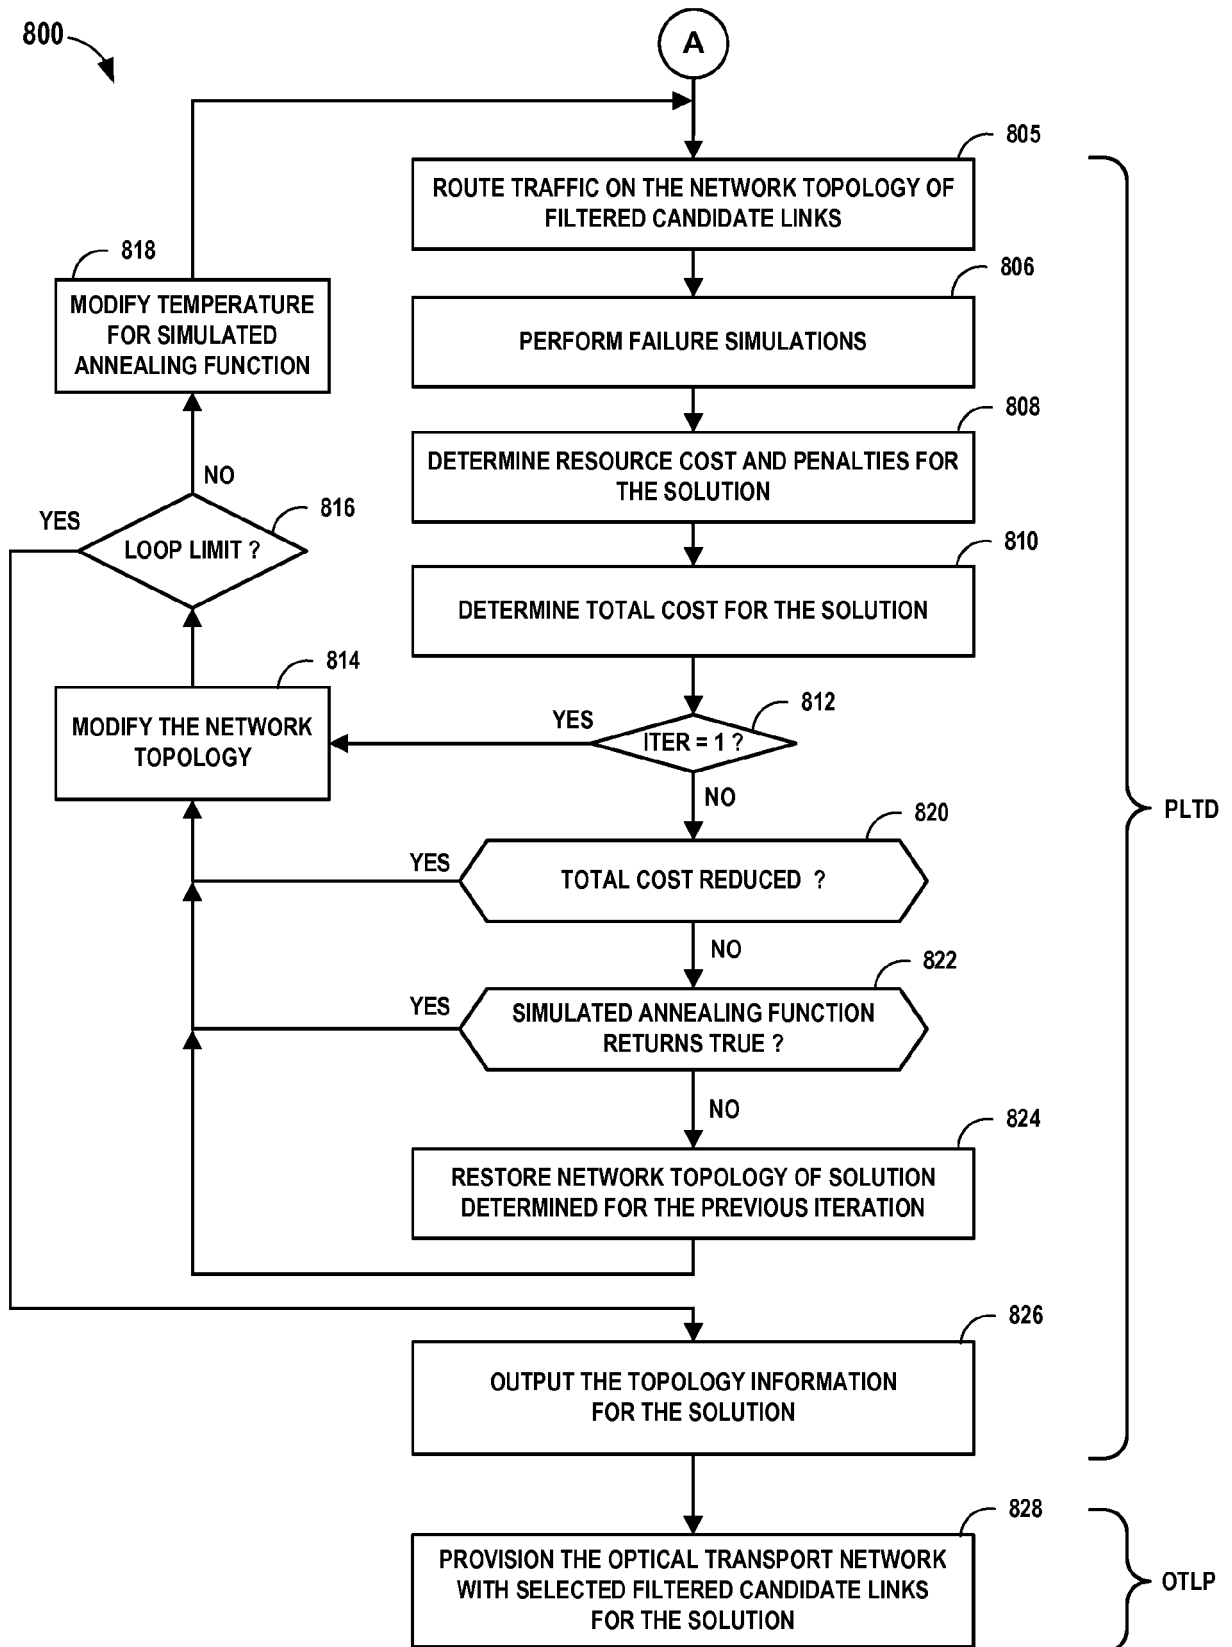 800
A
805
ROUTE TRAFFIC ON THE NETWORK TOPOLOGY OF
FILTERED CANDIDATE LINKS
806
PERFORM FAILURE SIMULATIONS
818
MODIFY TEMPERATURE
FOR SIMULATED
ANNEALING FUNCTION
808
DETERMINE RESOURCE COST AND PENALTIES FOR
THE SOLUTION
NO
YES
816
LOOP LIMIT ?
810
DETERMINE TOTAL COST FOR THE SOLUTION
814
MODIFY THE NETWORK
TOPOLOGY
YES
812
ITER = 1 ?
NO
PLTD
820
YES
TOTAL COST REDUCED ?
NO
822
YES
SIMULATED ANNEALING FUNCTION
RETURNS TRUE ?
NO
824
RESTORE NETWORK TOPOLOGY OF SOLUTION
DETERMINED FOR THE PREVIOUS ITERATION
826
OUTPUT THE TOPOLOGY INFORMATION
FOR THE SOLUTION
828
PROVISION THE OPTICAL TRANSPORT NETWORK
WITH SELECTED FILTERED CANDIDATE LINKS
FOR THE SOLUTION
OTLP